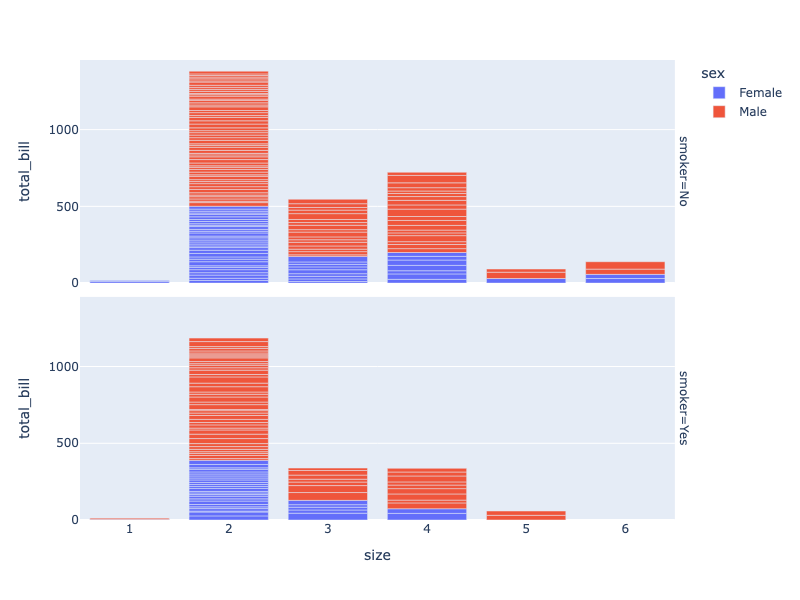 sex
Female
Male
total_bill
1000
500
0
smoker=No
total_bill
1000
500
0
smoker=Yes
1 2 3 4 5 6
size